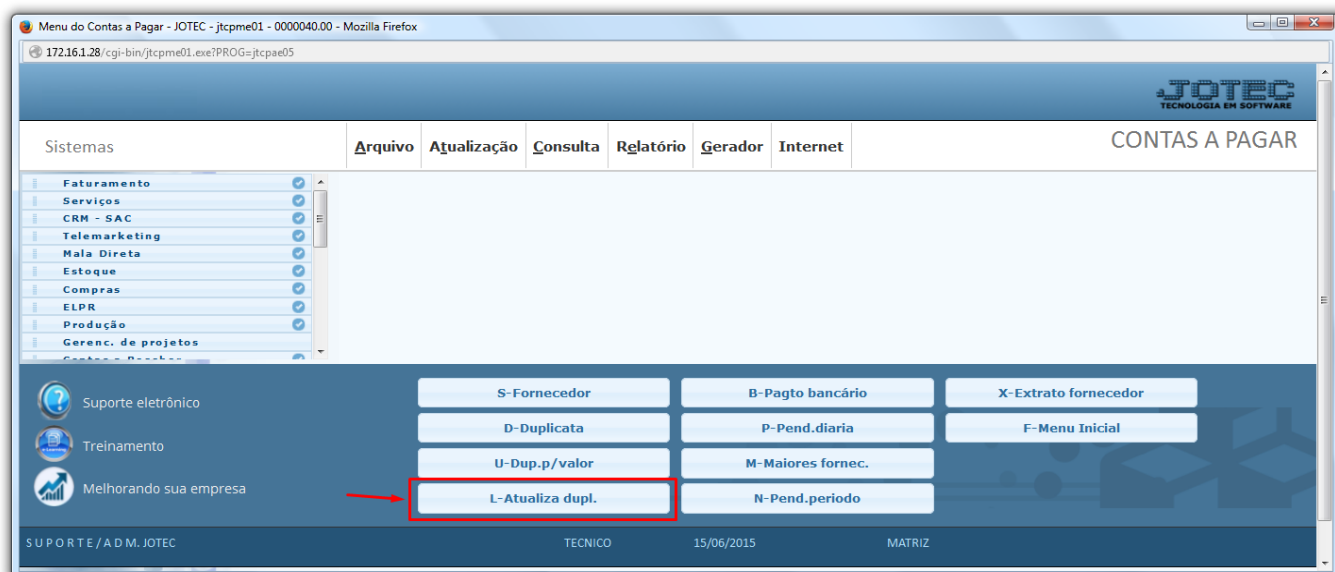 Menu do Contas a Pagar - JOTEC - jtcpme01 - 0000040.00 - Mozilla Firefox
172.16.1.28/cgi-bin/jtcpme01.exe?PROG=jtcpae05
JOTEC
TECNOLOGIA EM SOFTWARE
Sistemas
Arquivo Atualização Consulta Relatório Gerador Internet
CONTAS A PAGAR
Faturamento
Serviços
CRM - SAC
Telemarketing
Mala Direta
Estoque
Compras
ELPR
Produção
Gerenc. de projetos
Contas a Receber
Suporte eletrônico
Treinamento
Melhorando sua empresa
S-Fornecedor B-Pagto bancário X-Extrato fornecedor
D-Duplicata P-Pend.diaria F-Menu Inicial
U-Dup.p/valor M-Maiores fornec.
L-Atualiza dupl. N-Pend.periodo
SUPORTE/ADM. JOTEC TECNICO 15/06/2015 MATRIZ